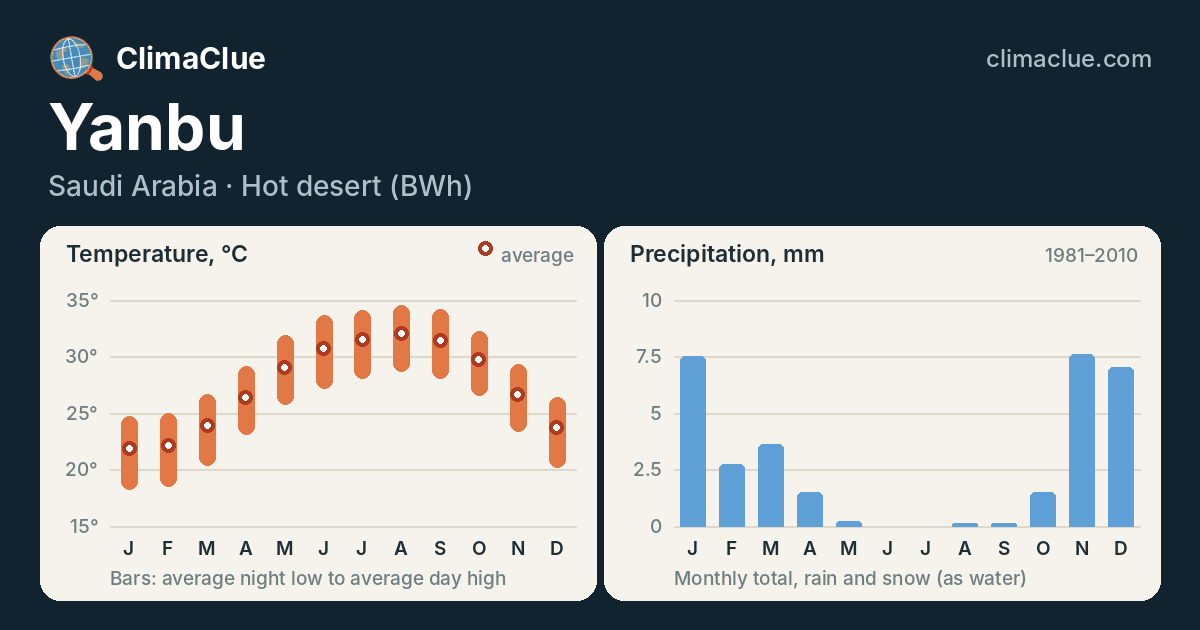 ClimaClue
climaclue.com
Yanbu
Saudi Arabia · Hot desert (BWh)
Temperature, °C
average
35°
30°
25°
20°
15°
J F M A M J J A S O N D
Bars: average night low to average day high
Precipitation, mm
1981–2010
10
7.5
5
2.5
0
J F M A M J J A S O N D
Monthly total, rain and snow (as water)